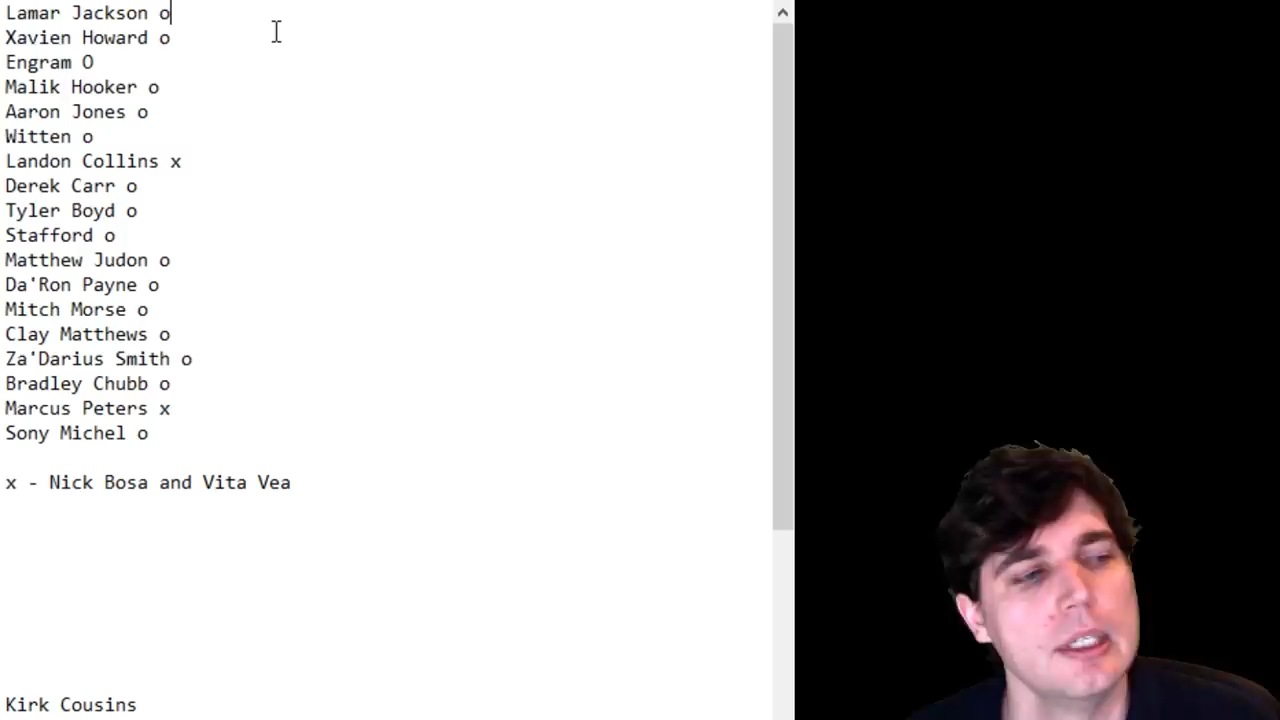 Lamar Jackson o
Xavien Howard o
Engram O
Malik Hooker o
Aaron Jones o
Witten o
Landon Collins x
Derek Carr o
Tyler Boyd o
Stafford o
Matthew Judon o
Da'Ron Payne o
Mitch Morse o
Clay Matthews o
Za'Darius Smith o
Bradley Chubb o
Marcus Peters x
Sony Michel o
x - Nick Bosa and Vita Vea
Kirk Cousins